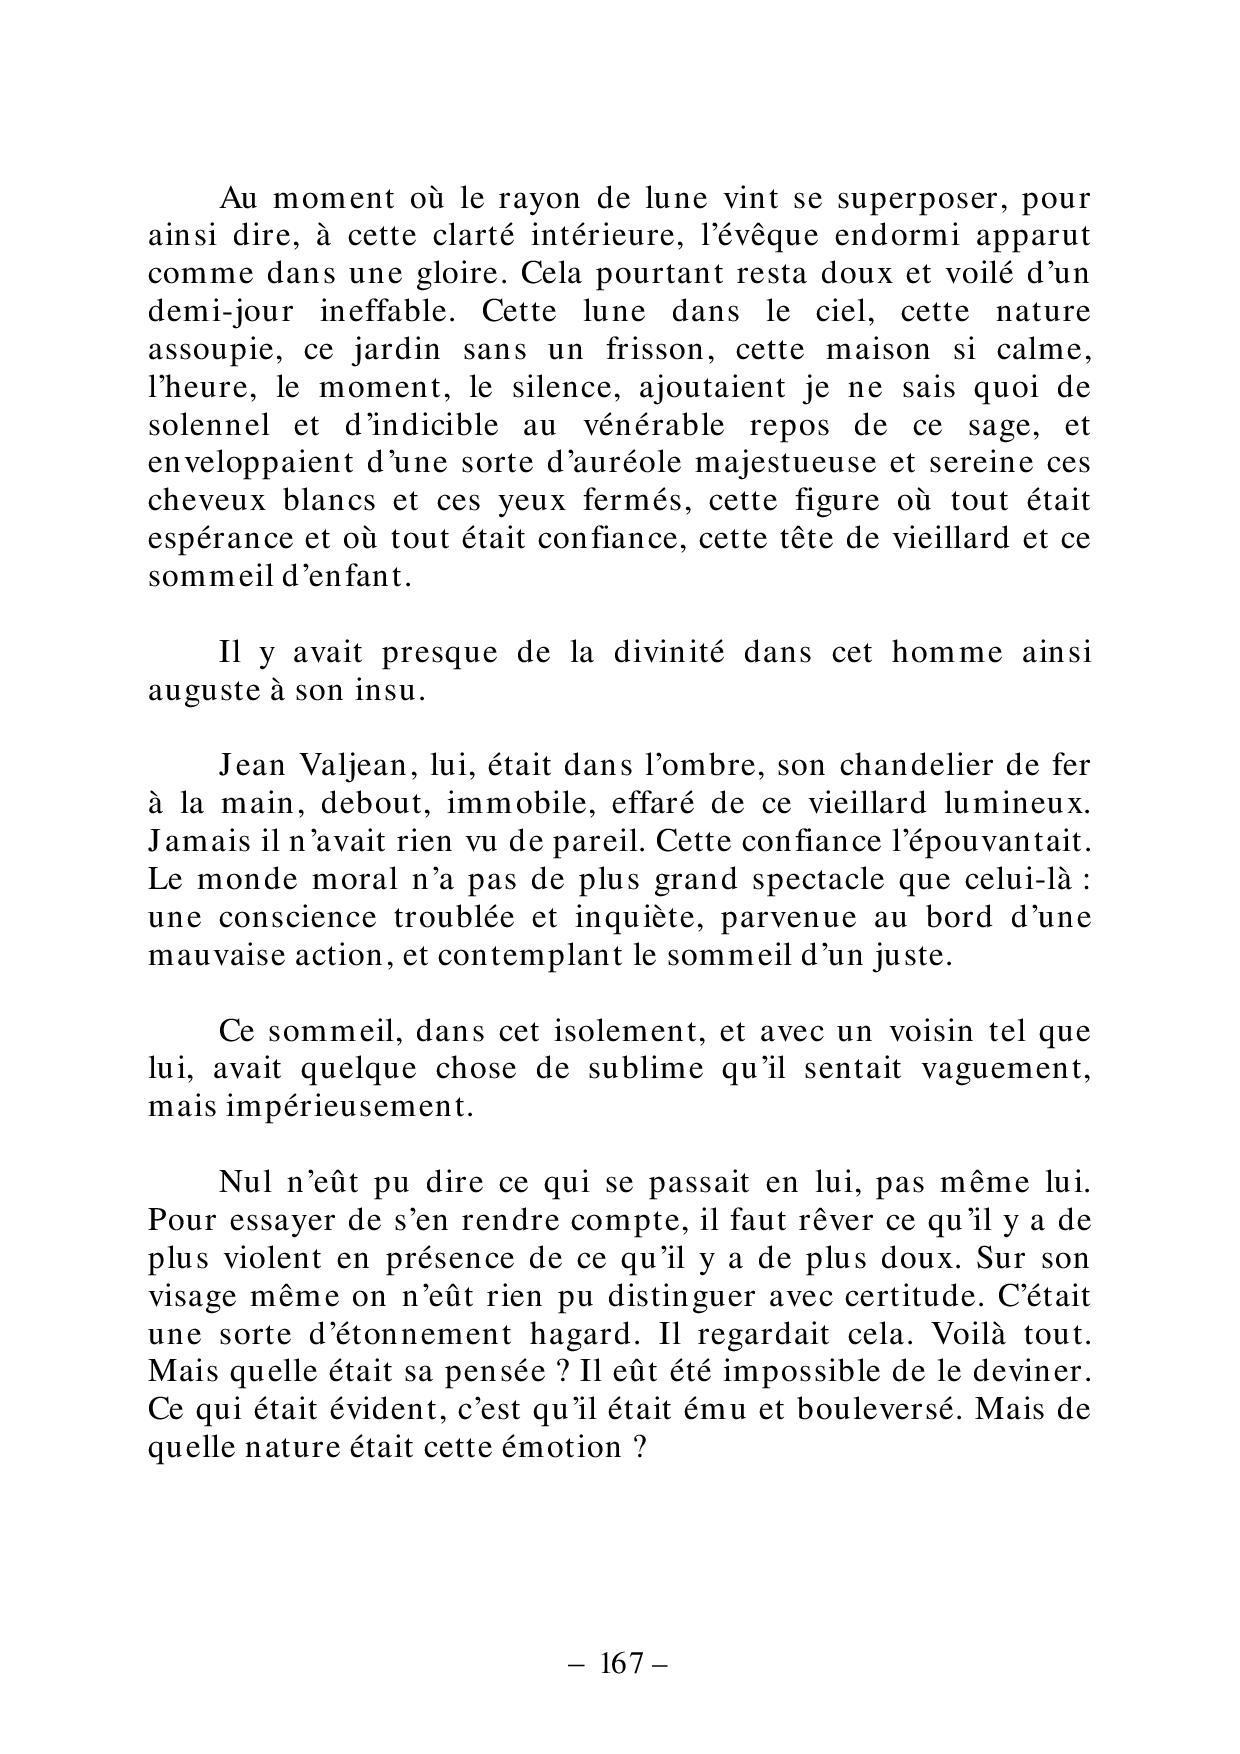 Au moment où le rayon de lune vint se superposer, pour
ainsi dire, à cette clarté intérieure, l’évêque endormi apparut
comme dans une gloire. Cela pourtant resta doux et voilé d’un
demi-jour ineffable. Cette lune dans le ciel, cette nature
assoupie, ce jardin sans un frisson, cette maison si calme,
l’heure, le moment, le silence, ajoutaient je ne sais quoi de
solennel et d’indicible au vénérable repos de ce sage, et
enveloppaient d’une sorte d’auréole majestueuse et sereine ces
cheveux blancs et ces yeux fermés, cette figure où tout était
espérance et où tout était confiance, cette tête de vieillard et ce
sommeil d’enfant.
Il y avait presque de la divinité dans cet homme ainsi
auguste à son insu.
Jean Valjean, lui, était dans l’ombre, son chandelier de fer
à la main, debout, immobile, effaré de ce vieillard lumineux.
Jamais il n’avait rien vu de pareil. Cette confiance l’épouvantait.
Le monde moral n’a pas de plus grand spectacle que celui-là :
une conscience troublée et inquiète, parvenue au bord d’une
mauvaise action, et contemplant le sommeil d’un juste.
Ce sommeil, dans cet isolement, et avec un voisin tel que
lui, avait quelque chose de sublime qu’il sentait vaguement,
mais impérieusement.
Nul n’eût pu dire ce qui se passait en lui, pas même lui.
Pour essayer de s’en rendre compte, il faut rêver ce qu’il y a de
plus violent en présence de ce qu’il y a de plus doux. Sur son
visage même on n’eût rien pu distinguer avec certitude. C’était
une sorte d’étonnement hagard. Il regardait cela. Voilà tout.
Mais quelle était sa pensée ? Il eût été impossible de le deviner.
Ce qui était évident, c’est qu’il était ému et bouleversé. Mais de
quelle nature était cette émotion ?
– 167 –